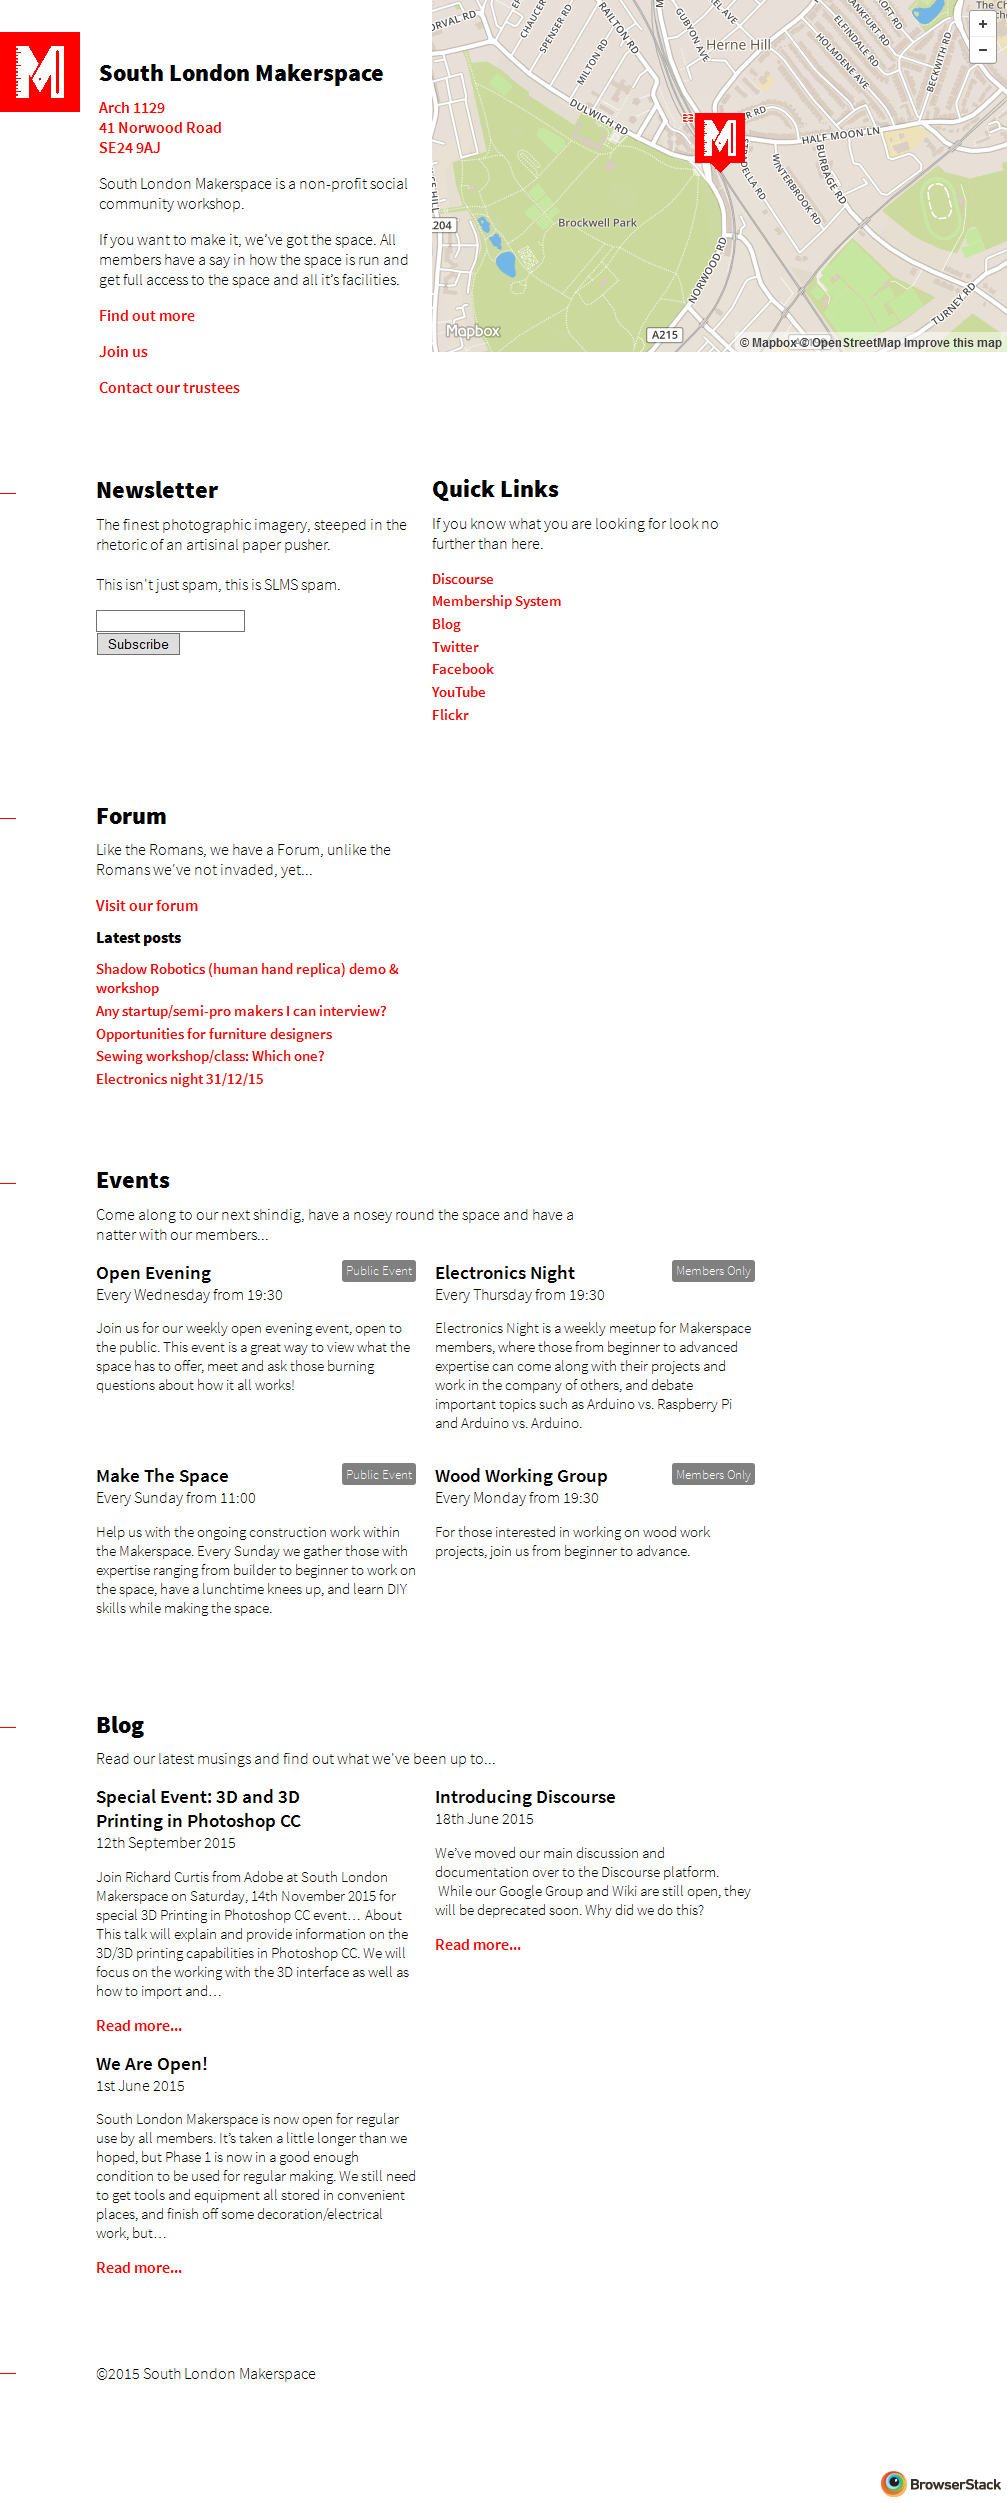 South London Makerspace
Arch 1129
41 Norwood Road
SE24 9AJ
South London Makerspace is a non-profit social
community workshop.
If you want to make it, we've got the space. All
members have a say in how the space is run and
get full access to the space and all it's facilities.
Find out more
Join us
Contact our trustees
DORVAL RD
CHAUCER
SPENSER RD
RAILTON RD
MILTON RD
GUBYON AVE
Herne Hill
ELFINDALE RD
HOLMDENE AVE
BECKWITH RD
+
−
DULWICH RD
HALF MOON LN
BURBAGE RD
WINTERBROOK RD
204
Brockwell Park
NORWOOD RD
TURNEY RD
A215
Mapbox
© Mapbox © OpenStreetMap Improve this map
Newsletter
The finest photographic imagery, steeped in the
rhetoric of an artisinal paper pusher.
This isn't just spam, this is SLMS spam.
Subscribe
Quick Links
If you know what you are looking for look no
further than here.
Discourse
Membership System
Blog
Twitter
Facebook
YouTube
Flickr
Forum
Like the Romans, we have a Forum, unlike the
Romans we've not invaded, yet...
Visit our forum
Latest posts
Shadow Robotics (human hand replica) demo &
workshop
Any startup/semi-pro makers I can interview?
Opportunities for furniture designers
Sewing workshop/class: Which one?
Electronics night 31/12/15
Events
Come along to our next shindig, have a nosey round the space and have a
natter with our members...
Open Evening
Public Event
Every Wednesday from 19:30
Join us for our weekly open evening event, open to
the public. This event is a great way to view what the
space has to offer, meet and ask those burning
questions about how it all works!
Electronics Night
Members Only
Every Thursday from 19:30
Electronics Night is a weekly meetup for Makerspace
members, where those from beginner to advanced
expertise can come along with their projects and
work in the company of others, and debate
important topics such as Arduino vs. Raspberry Pi
and Arduino vs. Arduino.
Make The Space
Public Event
Every Sunday from 11:00
Help us with the ongoing construction work within
the Makerspace. Every Sunday we gather those with
expertise ranging from builder to beginner to work on
the space, have a lunchtime knees up, and learn DIY
skills while making the space.
Wood Working Group
Members Only
Every Monday from 19:30
For those interested in working on wood work
projects, join us from beginner to advance.
Blog
Read our latest musings and find out what we've been up to...
Special Event: 3D and 3D
Printing in Photoshop CC
12th September 2015
Join Richard Curtis from Adobe at South London
Makerspace on Saturday, 14th November 2015 for
special 3D Printing in Photoshop CC event… About
This talk will explain and provide information on the
3D/3D printing capabilities in Photoshop CC. We will
focus on the working with the 3D interface as well as
how to import and…
Read more...
Introducing Discourse
18th June 2015
We've moved our main discussion and
documentation over to the Discourse platform.
While our Google Group and Wiki are still open, they
will be deprecated soon. Why did we do this?
Read more...
We Are Open!
1st June 2015
South London Makerspace is now open for regular
use by all members. It's taken a little longer than we
hoped, but Phase 1 is now in a good enough
condition to be used for regular making. We still need
to get tools and equipment all stored in convenient
places, and finish off some decoration/electrical
work, but…
Read more...
©2015 South London Makerspace
BrowserStack